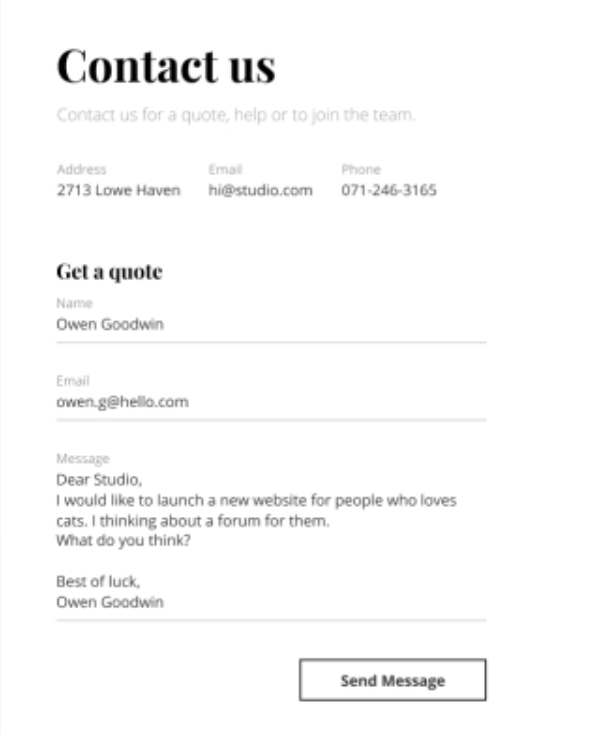 Contact us
Contact us for a quote, help or to join the team.
Address Email Phone
2713 Lowe Haven hi@studio.com 071-246-3165
Get a quote
Name
Owen Goodwin
Email
owen.g@hello.com
Message
Dear Studio,
I would like to launch a new website for people who loves
cats. I thinking about a forum for them.
What do you think?
Best of luck,
Owen Goodwin
Send Message